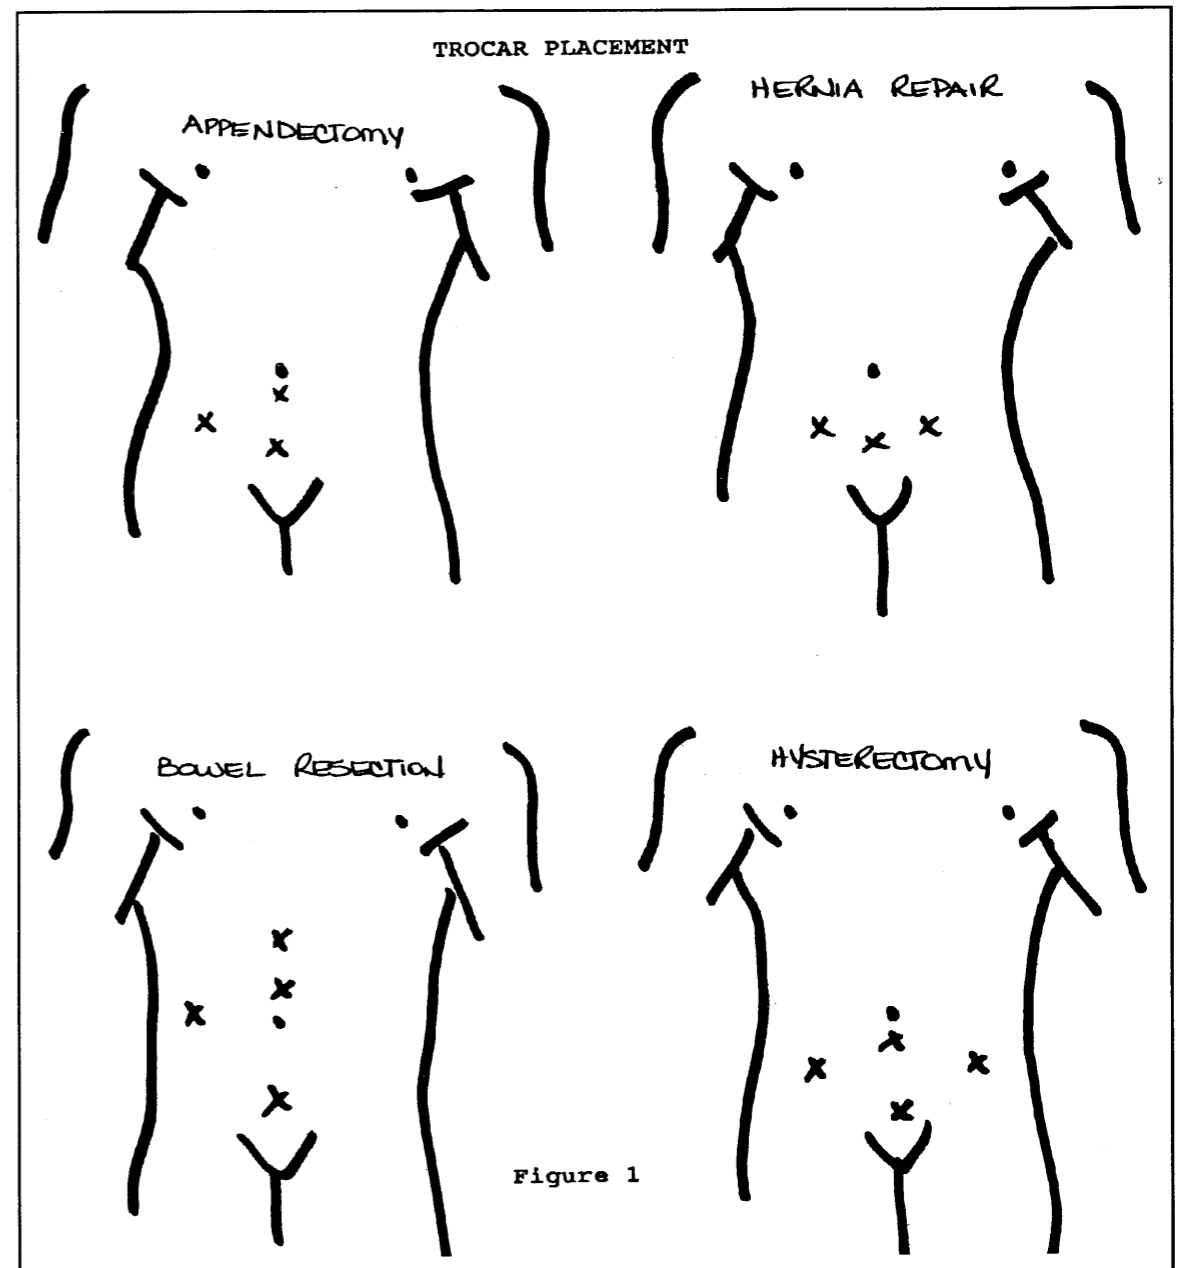 TROCAR PLACEMENT
APPENDECTOMY
HERNIA REPAIR
BOWEL RESECTION
HYSTERECTOMY
Figure 1